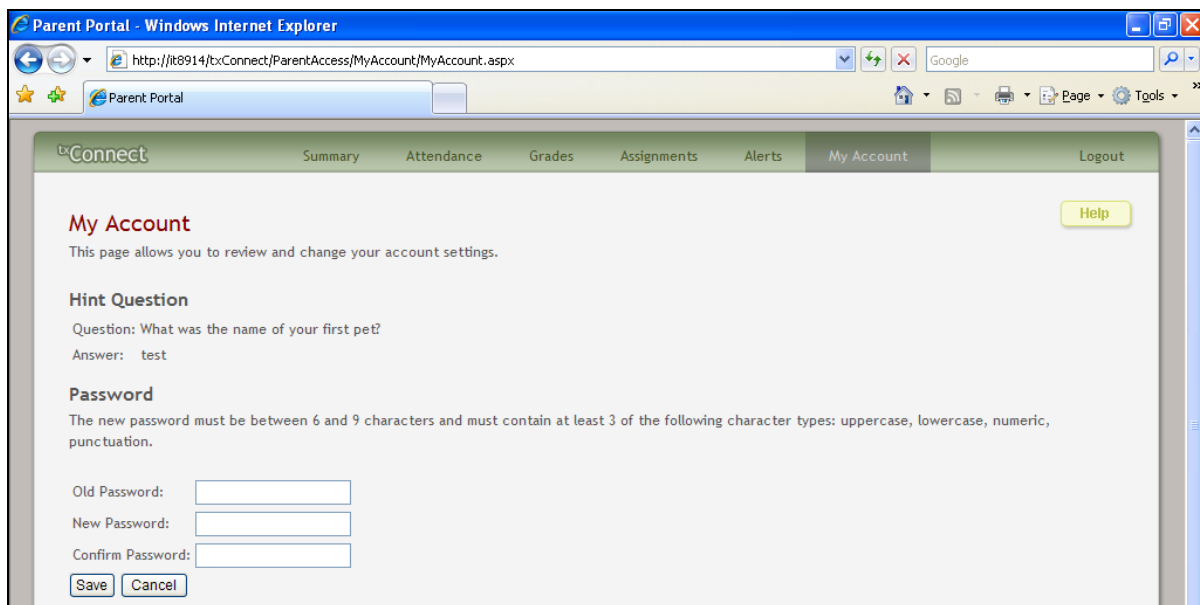 Parent Portal - Windows Internet Explorer
http://it8914/txConnect/ParentAccess/MyAccount/MyAccount.aspx
Google
Parent Portal
Page
Tools
txConnect
Summary
Attendance
Grades
Assignments
Alerts
My Account
Logout
My Account
Help
This page allows you to review and change your account settings.
Hint Question
Question: What was the name of your first pet?
Answer: test
Password
The new password must be between 6 and 9 characters and must contain at least 3 of the following character types: uppercase, lowercase, numeric,
punctuation.
Old Password:
New Password:
Confirm Password:
Save Cancel